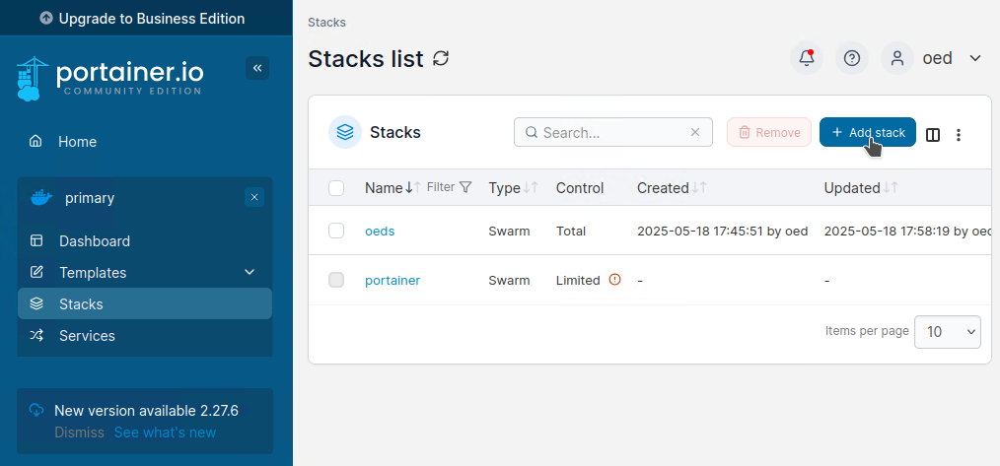 Upgrade to Business Edition
portainer.io
COMMUNITY EDITION
Home
primary
Dashboard
Templates
Stacks
Services
New version available 2.27.6
Dismiss See what's new
Stacks
Stacks list
oed
Stacks
Search...
Remove
Add stack
Name Filter Type Control Created Updated
oeds Swarm Total 2025-05-18 17:45:51 by oed 2025-05-18 17:58:19 by oed
portainer Swarm Limited - -
Items per page 10